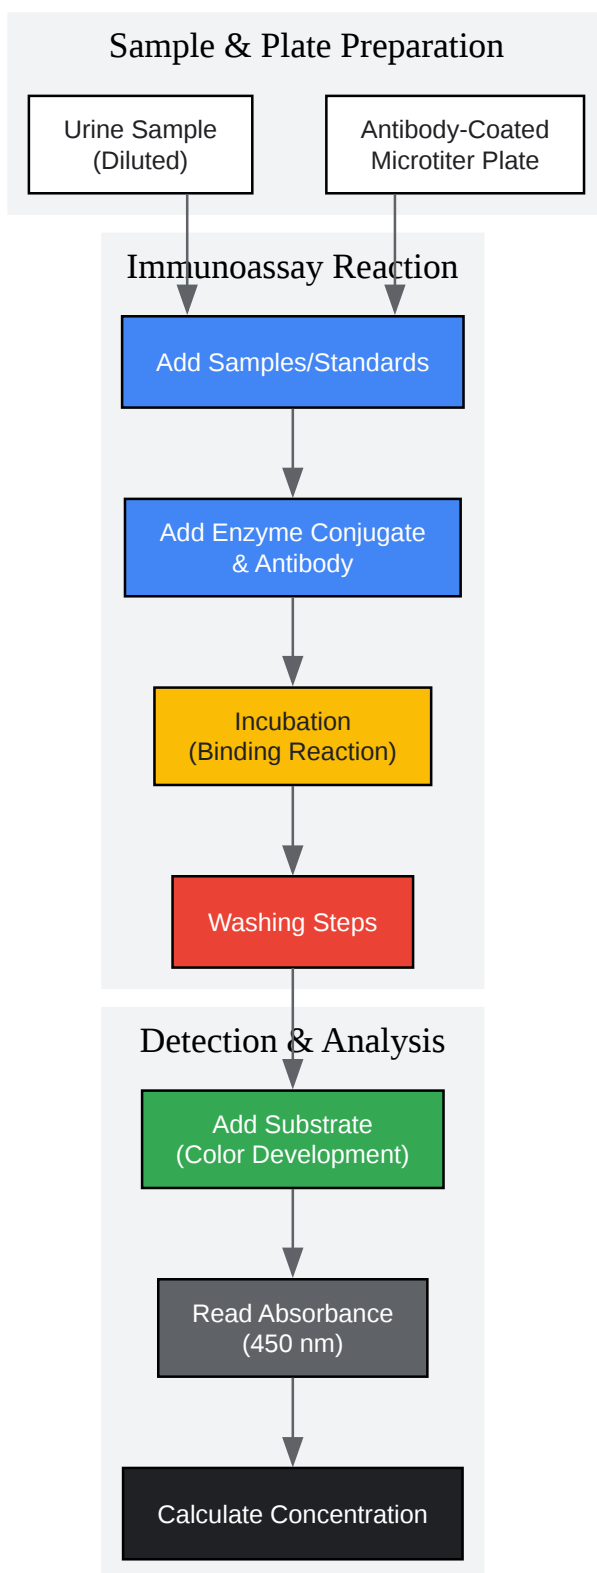 Sample & Plate Preparation
Urine Sample
(Diluted)
Antibody-Coated
Microtiter Plate
Immunoassay Reaction
Add Samples/Standards
Add Enzyme Conjugate
& Antibody
Incubation
(Binding Reaction)
Washing Steps
Detection & Analysis
Add Substrate
(Color Development)
Read Absorbance
(450 nm)
Calculate Concentration